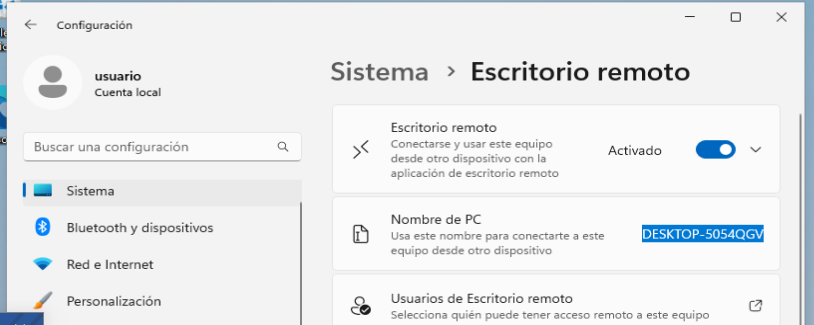 Configuración
usuario
Cuenta local
Buscar una configuración
Sistema
Bluetooth y dispositivos
Red e Internet
Personalización
Sistema > Escritorio remoto
Escritorio remoto
Conectarse y usar este equipo
desde otro dispositivo con la
aplicación de escritorio remoto
Activado
Nombre de PC
Usa este nombre para conectarte a este
equipo desde otro dispositivo
DESKTOP-5054QGV
Usuarios de Escritorio remoto
Selecciona quién puede tener acceso remoto a este equipo